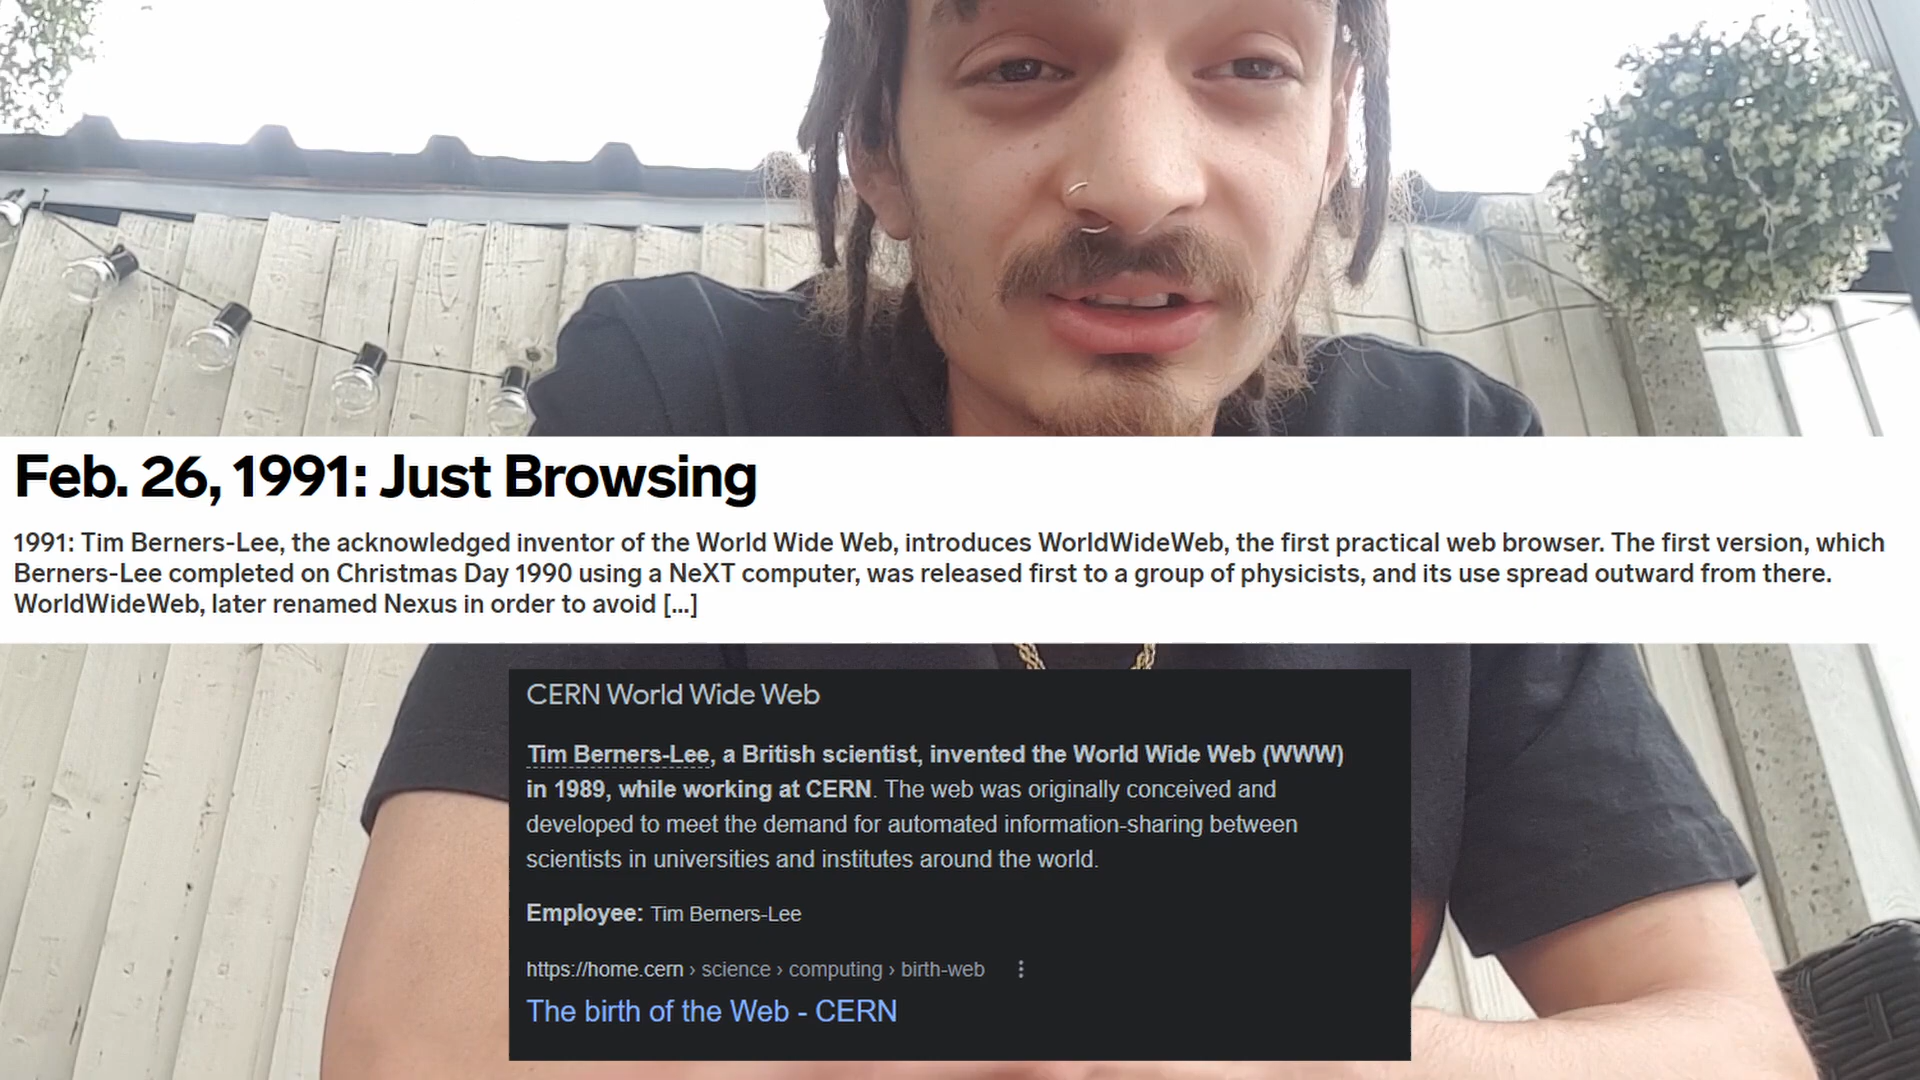 Feb. 26, 1991: Just Browsing
1991: Tim Berners-Lee, the acknowledged inventor of the World Wide Web, introduces WorldWideWeb, the first practical web browser. The first version, which
Berners-Lee completed on Christmas Day 1990 using a NeXT computer, was released first to a group of physicists, and its use spread outward from there.
WorldWideWeb, later renamed Nexus in order to avoid [...]
CERN World Wide Web
Tim Berners-Lee, a British scientist, invented the World Wide Web (WWW)
in 1989, while working at CERN. The web was originally conceived and
developed to meet the demand for automated information-sharing between
scientists in universities and institutes around the world.
Employee: Tim Berners-Lee
https://home.cern › science › computing › birth-web
The birth of the Web - CERN